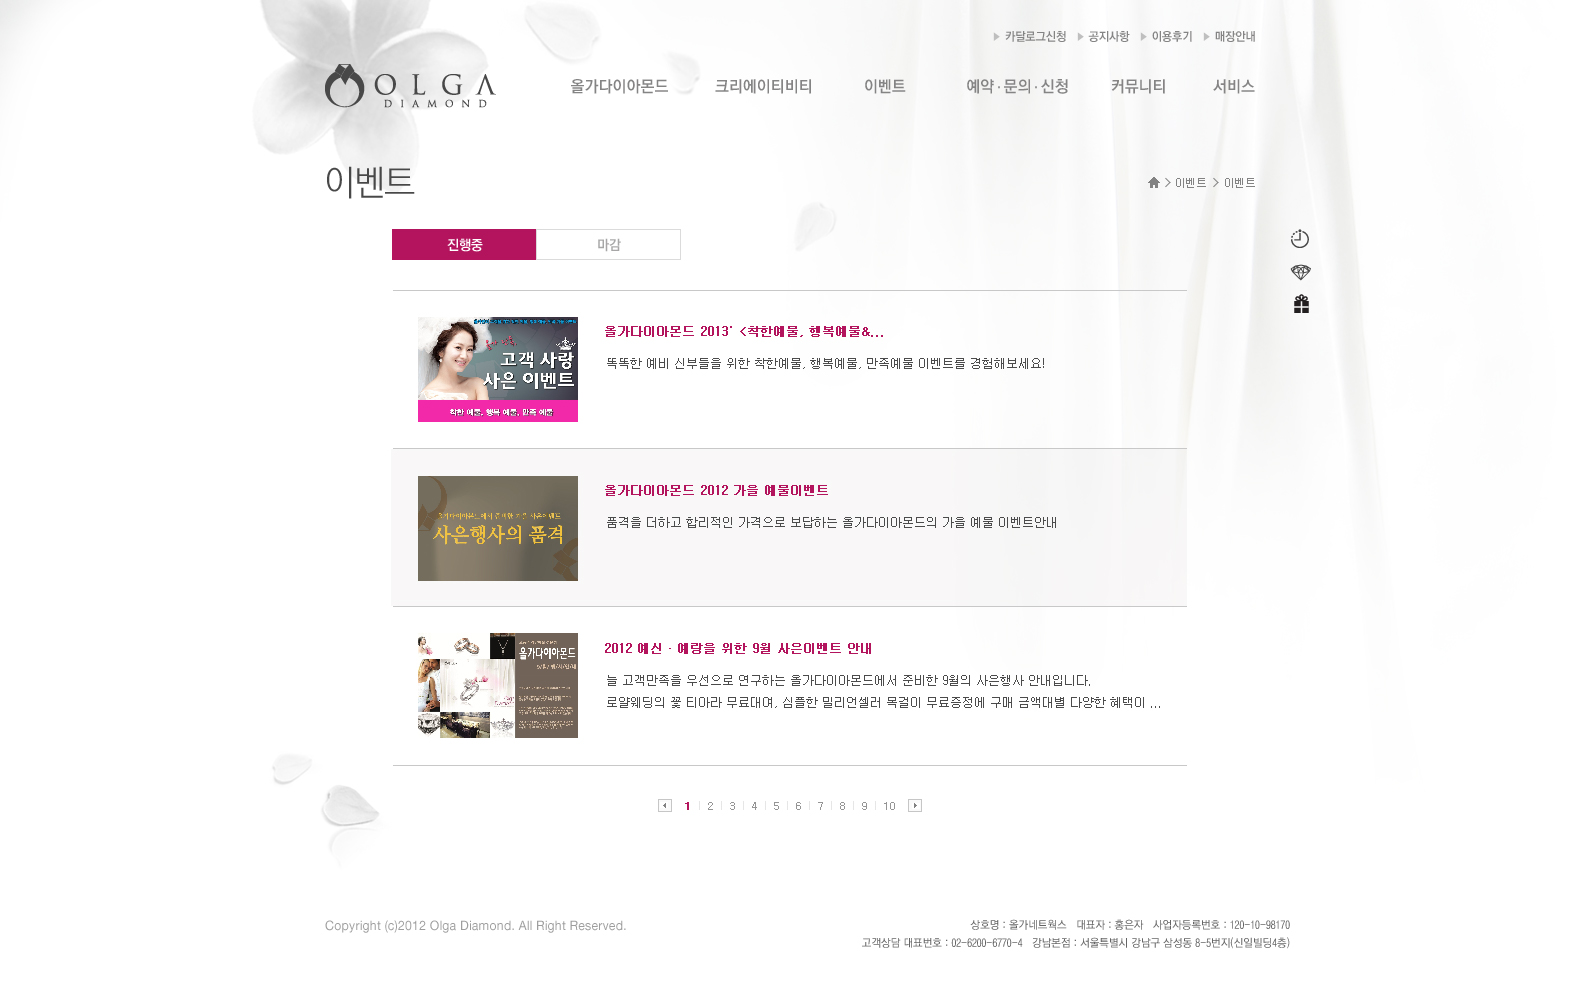 카달로그신청 공지사항 이용후기 매장안내
OLGA
DIAMOND
올가다이아몬드 크리에이티비티 이벤트 예약 · 문의 · 신청 커뮤니티 서비스
이벤트
이벤트 > 이벤트
진행중 마감
고객 사랑
사은 이벤트
착한 예물, 행복 예물, 만족 예물
올가다이아몬드 2013' <착한예물, 행복예물&...
똑똑한 예비 신부들을 위한 착한예물, 행복예물, 만족예물 이벤트를 경험해보세요!
사은행사의 품격
올가다이아몬드 2012 가을 예물이벤트
품격을 더하고 합리적인 가격으로 보답하는 올가다이아몬드의 가을 예물 이벤트안내
올가다이아몬드
2012 예신 · 예랑을 위한 9월 사은이벤트 안내
늘 고객만족을 우선으로 연구하는 올가다이아몬드에서 준비한 9월의 사은행사 안내입니다.
로얄웨딩의 꽃 티아라 무료대여, 심플한 밀리언셀러 목걸이 무료증정에 구매 금액대별 다양한 혜택이 ...
1 2 3 4 5 6 7 8 9 10
Copyright (c)2012 Olga Diamond. All Right Reserved.
상호명 : 올가네트웍스 대표자 : 홍은자 사업자등록번호 : 120-10-98170
고객상담 대표번호 : 02-6200-6770-4 강남본점 : 서울특별시 강남구 삼성동 8-5번지(신일빌딩4층)